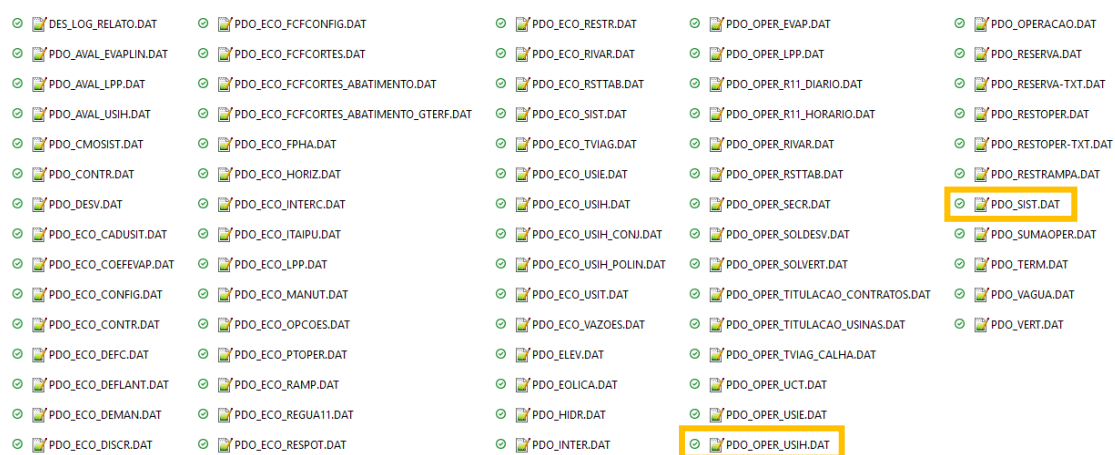 DES_LOG_RELATO.DAT
PDO_AVAL_EVAPLIN.DAT
PDO_AVAL_LPP.DAT
PDO_AVAL_USIH.DAT
PDO_CMOSIST.DAT
PDO_CONTR.DAT
PDO_DESV.DAT
PDO_ECO_CADUSIT.DAT
PDO_ECO_COEFEVAP.DAT
PDO_ECO_CONFIG.DAT
PDO_ECO_CONTR.DAT
PDO_ECO_DEFC.DAT
PDO_ECO_DEFLANT.DAT
PDO_ECO_DEMAN.DAT
PDO_ECO_DISCR.DAT
PDO_ECO_FCFCONFIG.DAT
PDO_ECO_FCFCORTES.DAT
PDO_ECO_FCFCORTES_ABATIMENTO.DAT
PDO_ECO_FCFCORTES_ABATIMENTO_GTERF.DAT
PDO_ECO_FPHA.DAT
PDO_ECO_HORIZ.DAT
PDO_ECO_INTERC.DAT
PDO_ECO_ITAIPU.DAT
PDO_ECO_LPP.DAT
PDO_ECO_MANUT.DAT
PDO_ECO_OPCOES.DAT
PDO_ECO_PTOPER.DAT
PDO_ECO_RAMP.DAT
PDO_ECO_REGUA11.DAT
PDO_ECO_RESPOT.DAT
PDO_ECO_RESTR.DAT
PDO_ECO_RIVAR.DAT
PDO_ECO_RSTTAB.DAT
PDO_ECO_SIST.DAT
PDO_ECO_TVIAG.DAT
PDO_ECO_USIE.DAT
PDO_ECO_USIH.DAT
PDO_ECO_USIH_CONJ.DAT
PDO_ECO_USIH_POLIN.DAT
PDO_ECO_USIT.DAT
PDO_ECO_VAZOES.DAT
PDO_ELEV.DAT
PDO_EOLICA.DAT
PDO_HIDR.DAT
PDO_INTER.DAT
PDO_OPER_EVAP.DAT
PDO_OPER_LPP.DAT
PDO_OPER_R11_DIARIO.DAT
PDO_OPER_R11_HORARIO.DAT
PDO_OPER_RIVAR.DAT
PDO_OPER_RSTTAB.DAT
PDO_OPER_SECR.DAT
PDO_OPER_SOLDESV.DAT
PDO_OPER_SOLVERT.DAT
PDO_OPER_TITULACAO_CONTRATOS.DAT
PDO_OPER_TITULACAO_USINAS.DAT
PDO_OPER_TVIAG_CALHA.DAT
PDO_OPER_UCT.DAT
PDO_OPER_USIE.DAT
PDO_OPER_USIH.DAT
PDO_OPERACAO.DAT
PDO_RESERVA.DAT
PDO_RESERVA-TXT.DAT
PDO_RESTOPER.DAT
PDO_RESTOPER-TXT.DAT
PDO_RESTRAMPA.DAT
PDO_SIST.DAT
PDO_SUMAOPER.DAT
PDO_TERM.DAT
PDO_VAGUA.DAT
PDO_VERT.DAT